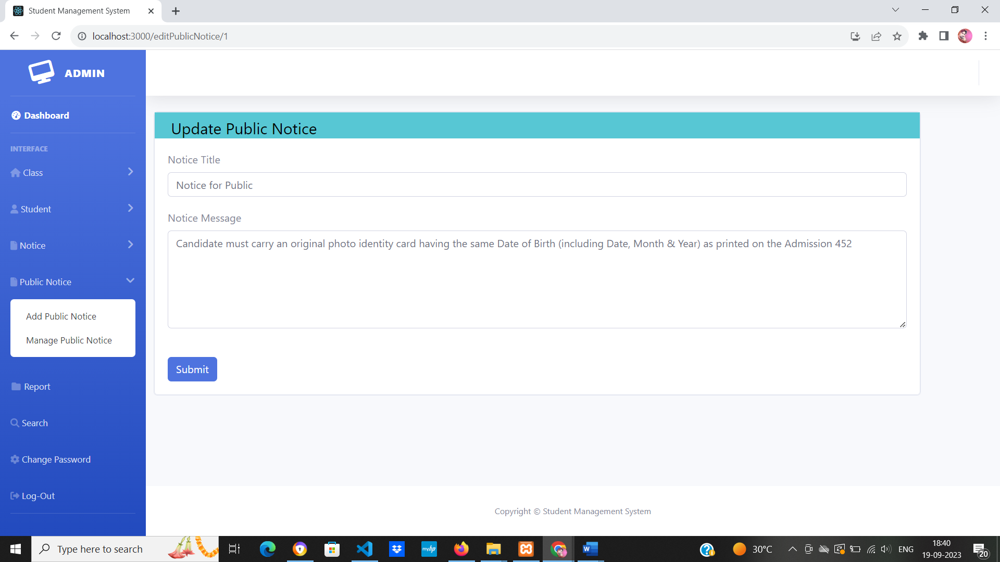 Student Management System
localhost:3000/editPublicNotice/1
ADMIN
Dashboard
INTERFACE
Class
Student
Notice
Public Notice
Add Public Notice
Manage Public Notice
Report
Search
Change Password
Log-Out
Update Public Notice
Notice Title
Notice for Public
Notice Message
Candidate must carry an original photo identity card having the same Date of Birth (including Date, Month & Year) as printed on the Admission 452
Submit
Copyright © Student Management System
Type here to search
myhp
W
?
30°C
ENG
18:40
19-09-2023
20